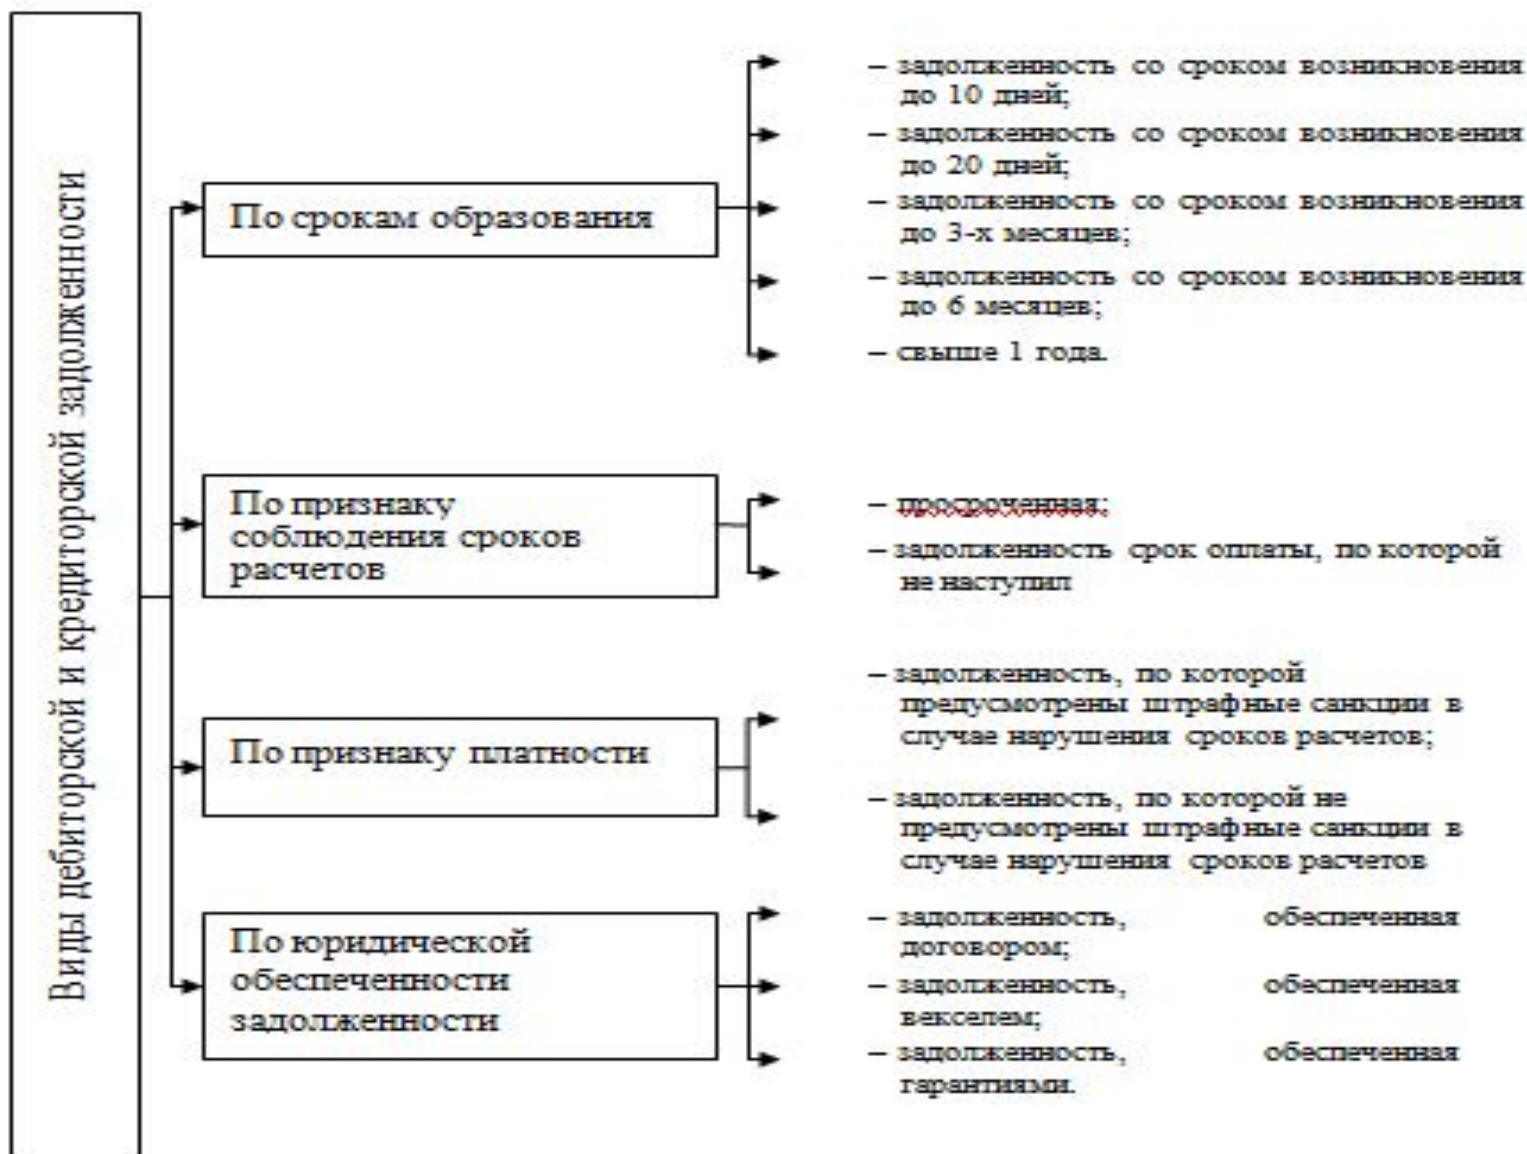 Виды дебиторской и кредиторской задолженности
По срокам образования
– задолженность со сроком возникновения
до 10 дней;
– задолженность со сроком возникновения
до 20 дней;
– задолженность со сроком возникновения
до 3-х месяцев;
– задолженность со сроком возникновения
до 6 месяцев;
– свыше 1 года.
По признаку
соблюдения сроков
расчетов
– просроченная;
– задолженность срок оплаты, по которой
не наступил
По признаку платности
– задолженность, по которой
предусмотрены штрафные санкции в
случае нарушения сроков расчетов;
– задолженность, по которой не
предусмотрены штрафные санкции в
случае нарушения сроков расчетов
По юридической
обеспеченности
задолженности
– задолженность, обеспеченная
договором;
– задолженность, обеспеченная
векселем;
– задолженность, обеспеченная
гарантиями.